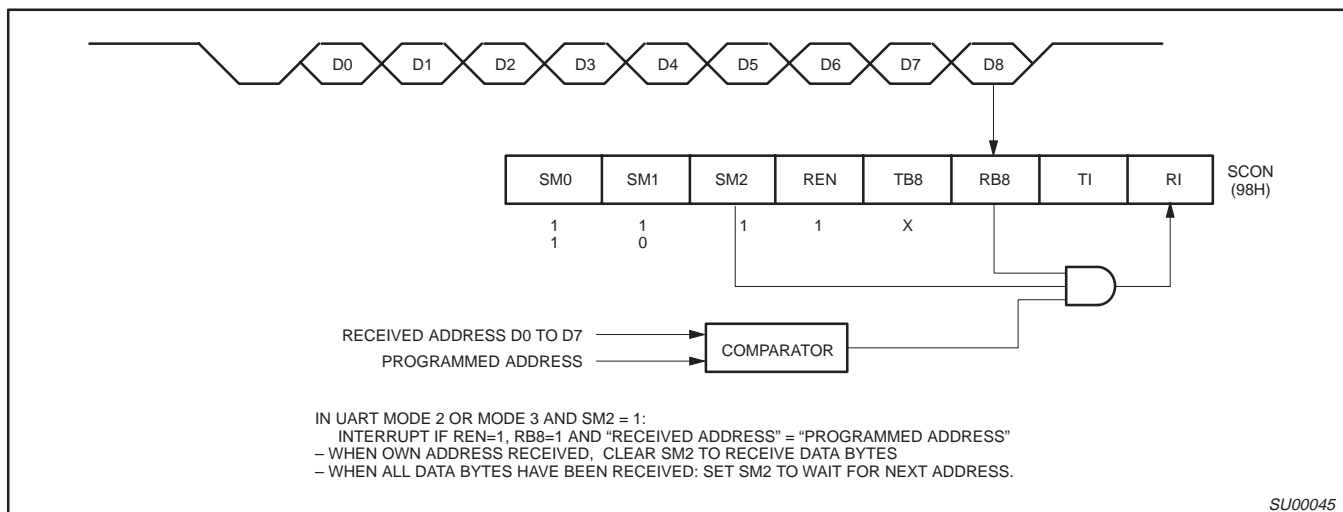 D0 D1 D2 D3 D4 D5 D6 D7 D8
SM0 SM1 SM2 REN TB8 RB8 TI RI
SCON
(98H)
1 1 1 1 X
1 0
RECEIVED ADDRESS D0 TO D7
PROGRAMMED ADDRESS
COMPARATOR
IN UART MODE 2 OR MODE 3 AND SM2 = 1:
INTERRUPT IF REN=1, RB8=1 AND “RECEIVED ADDRESS” = “PROGRAMMED ADDRESS”
– WHEN OWN ADDRESS RECEIVED, CLEAR SM2 TO RECEIVE DATA BYTES
– WHEN ALL DATA BYTES HAVE BEEN RECEIVED: SET SM2 TO WAIT FOR NEXT ADDRESS.
SU00045